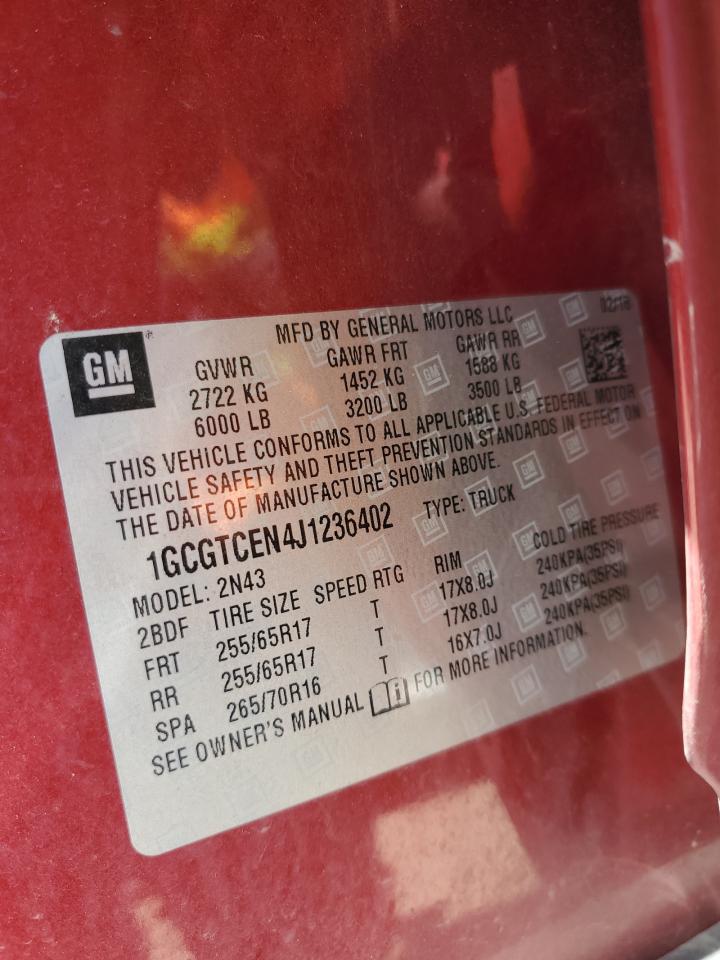 MFD BY GENERAL MOTORS LLC 02/18
GM
GVWR GAWR FRT GAWR RR
2722 KG 1452 KG 1588 KG
6000 LB 3200 LB 3500 LB
THIS VEHICLE CONFORMS TO ALL APPLICABLE U.S. FEDERAL MOTOR
VEHICLE SAFETY AND THEFT PREVENTION STANDARDS IN EFFECT ON
THE DATE OF MANUFACTURE SHOWN ABOVE.
1GCGTCEN4J1236402 TYPE: TRUCK
MODEL: 2N43
2BDF TIRE SIZE SPEED RTG RIM COLD TIRE PRESSURE
FRT 255/65R17 T 17X8.0J 240KPA(35PSI)
RR 255/65R17 T 17X8.0J 240KPA(35PSI)
SPA 265/70R16 T 16X7.0J 240KPA(35PSI)
SEE OWNER'S MANUAL FOR MORE INFORMATION.